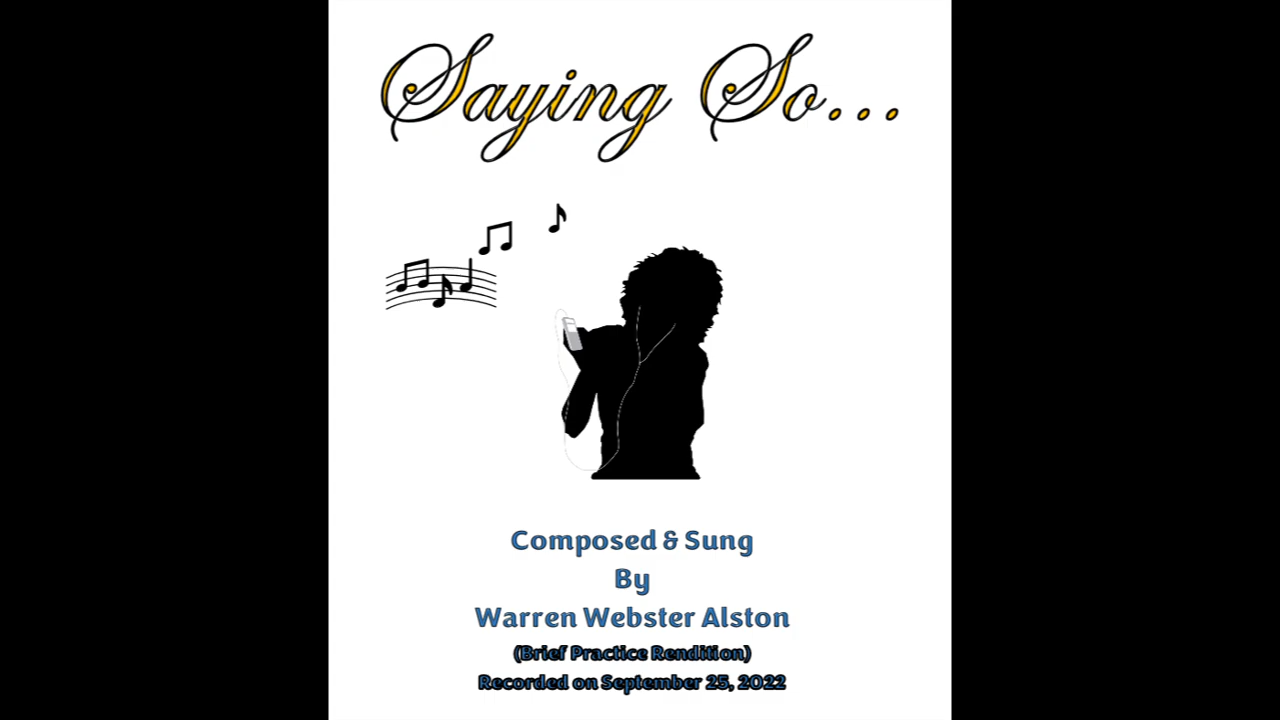 Saying So...
Composed & Sung
By
Warren Webster Alston
(Brief Practice Rendition)
Recorded on September 25, 2022